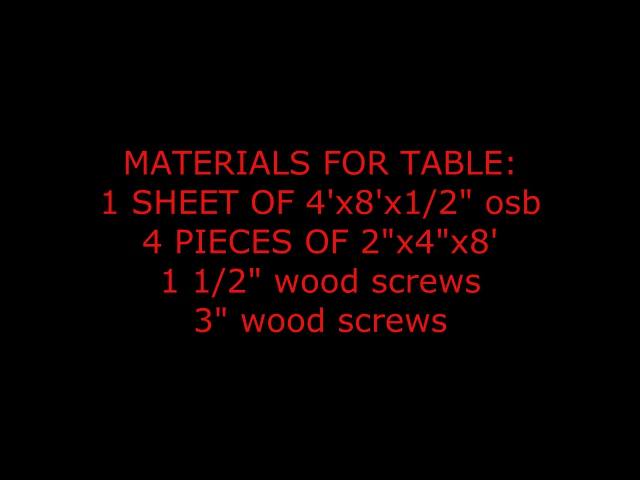 MATERIALS FOR TABLE:
1 SHEET OF 4'x8'x1/2" osb
4 PIECES OF 2"x4"x8'
1 1/2" wood screws
3" wood screws